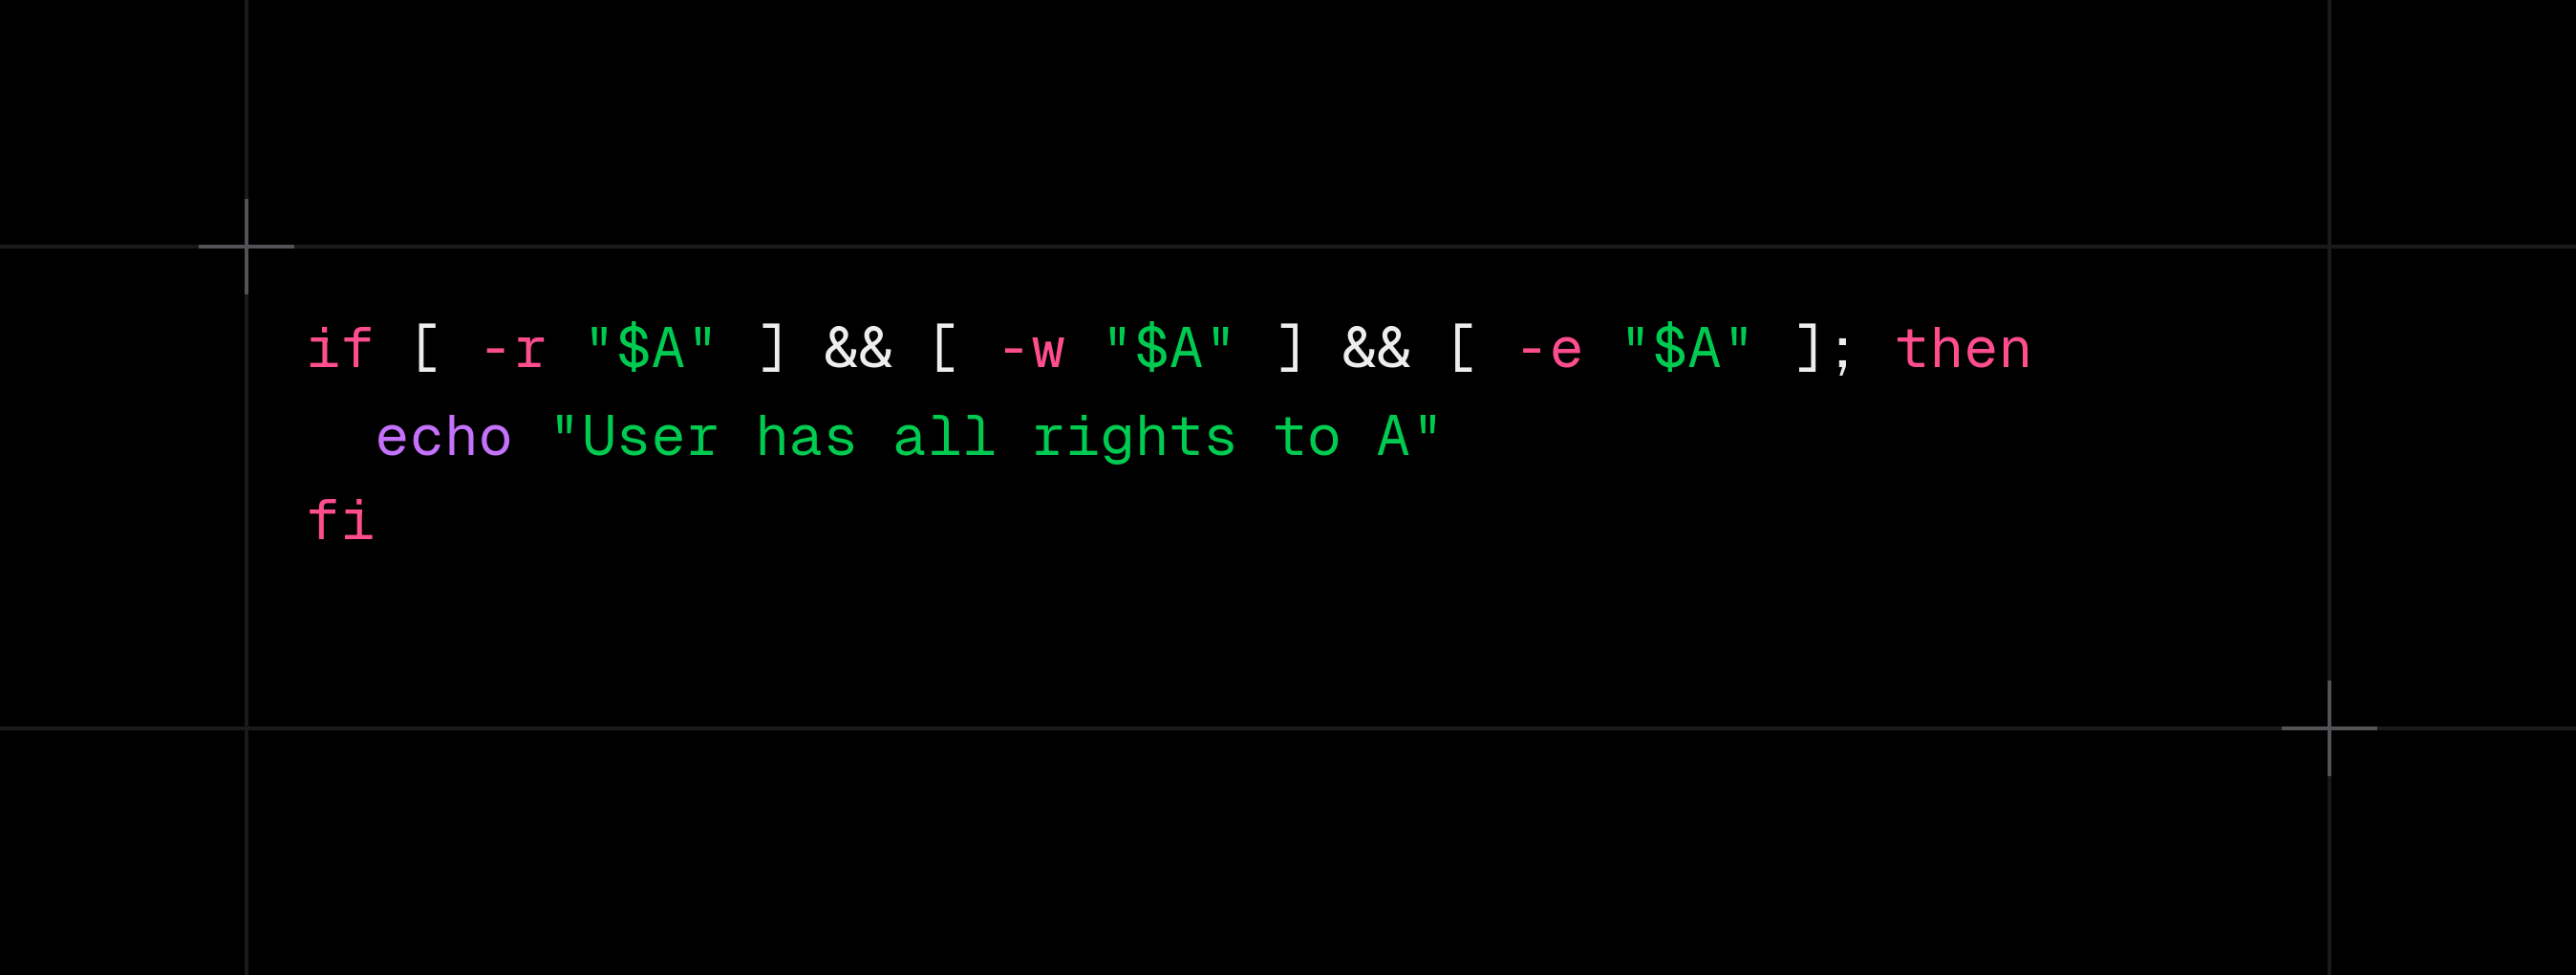 if [ -r "$A" ] && [ -w "$A" ] && [ -e "$A" ]; then
  echo "User has all rights to A"
fi